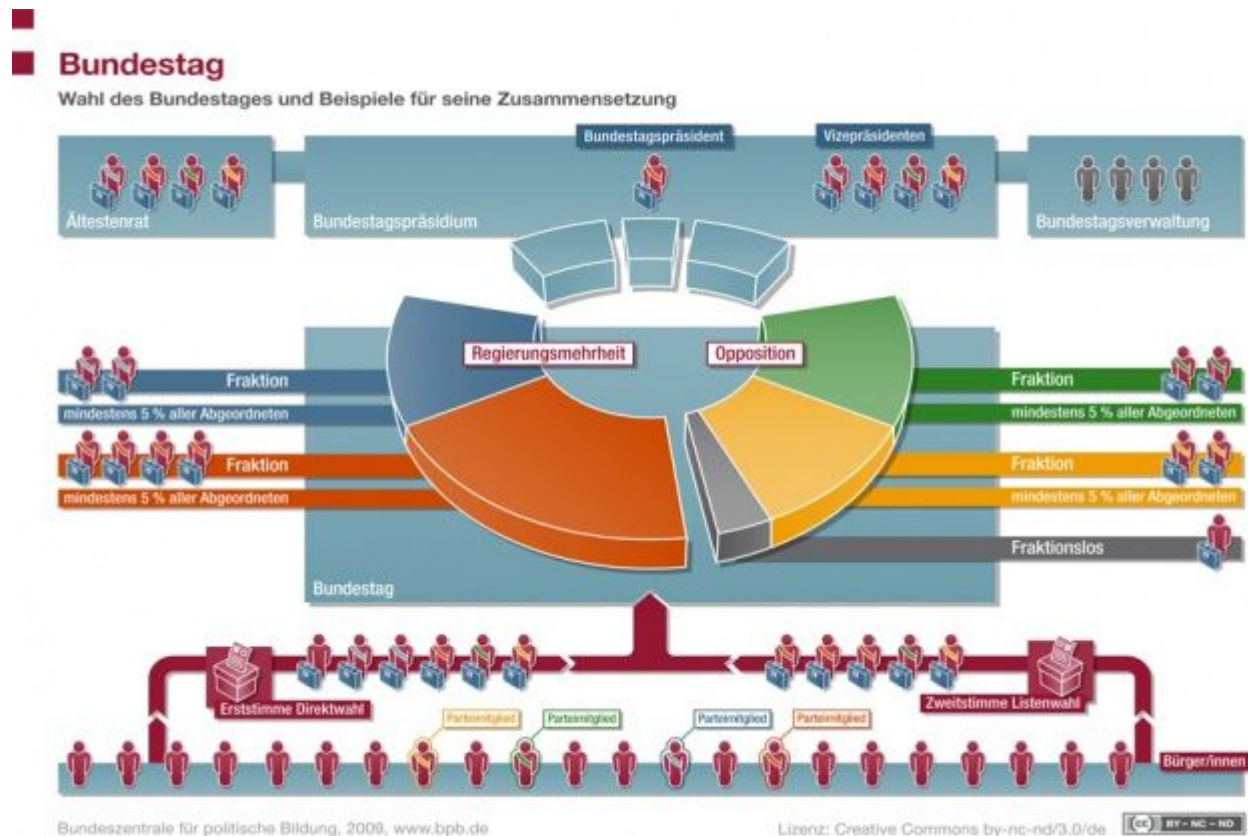 Bundestag
Wahl des Bundestages und Beispiele für seine Zusammensetzung
Bundestagspräsident
Vizepräsidenten
Ältestenrat
Bundestagspräsidium
Bundestagsverwaltung
Regierungsmehrheit
Opposition
Fraktion
mindestens 5 % aller Abgeordneten
Fraktion
mindestens 5 % aller Abgeordneten
Fraktion
mindestens 5 % aller Abgeordneten
Fraktion
mindestens 5 % aller Abgeordneten
Fraktionslos
Bundestag
Erststimme Direktwahl
Zweitstimme Listenwahl
Parteimitglied
Parteimitglied
Parteimitglied
Parteimitglied
Bürger/innen
Bundeszentrale für politische Bildung, 2009, www.bpb.de
Lizenz: Creative Commons by-nc-nd/3.0/de
cc BY-NC-ND